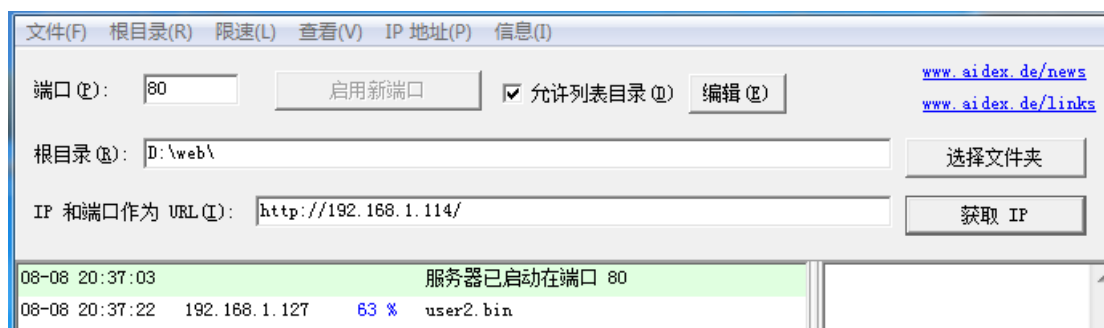 文件(F) 根目录(R) 限速(L) 查看(V) IP 地址(P) 信息(I)
端口(P): 80 启用新端口 允许列表目录(D) 编辑(E) www.aidex.de/news
www.aidex.de/links
根目录(R): D:\web\ 选择文件夹
IP 和端口作为 URL(I): http://192.168.1.114/ 获取 IP
08-08 20:37:03 服务器已启动在端口 80
08-08 20:37:22 192.168.1.127 63 % user2.bin